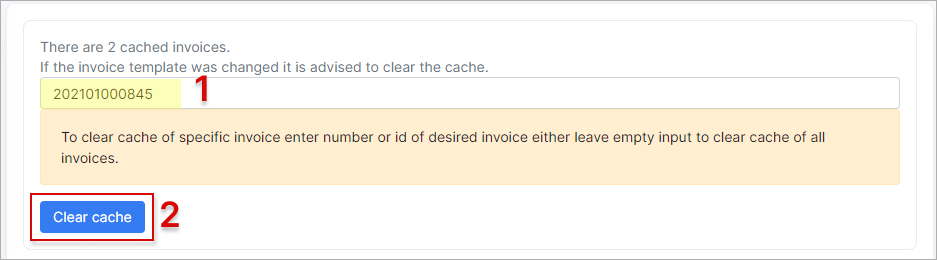 There are 2 cached invoices.
If the invoice template was changed it is advised to clear the cache.
202101000845 1
To clear cache of specific invoice enter number or id of desired invoice either leave empty input to clear cache of all
invoices.
Clear cache 2